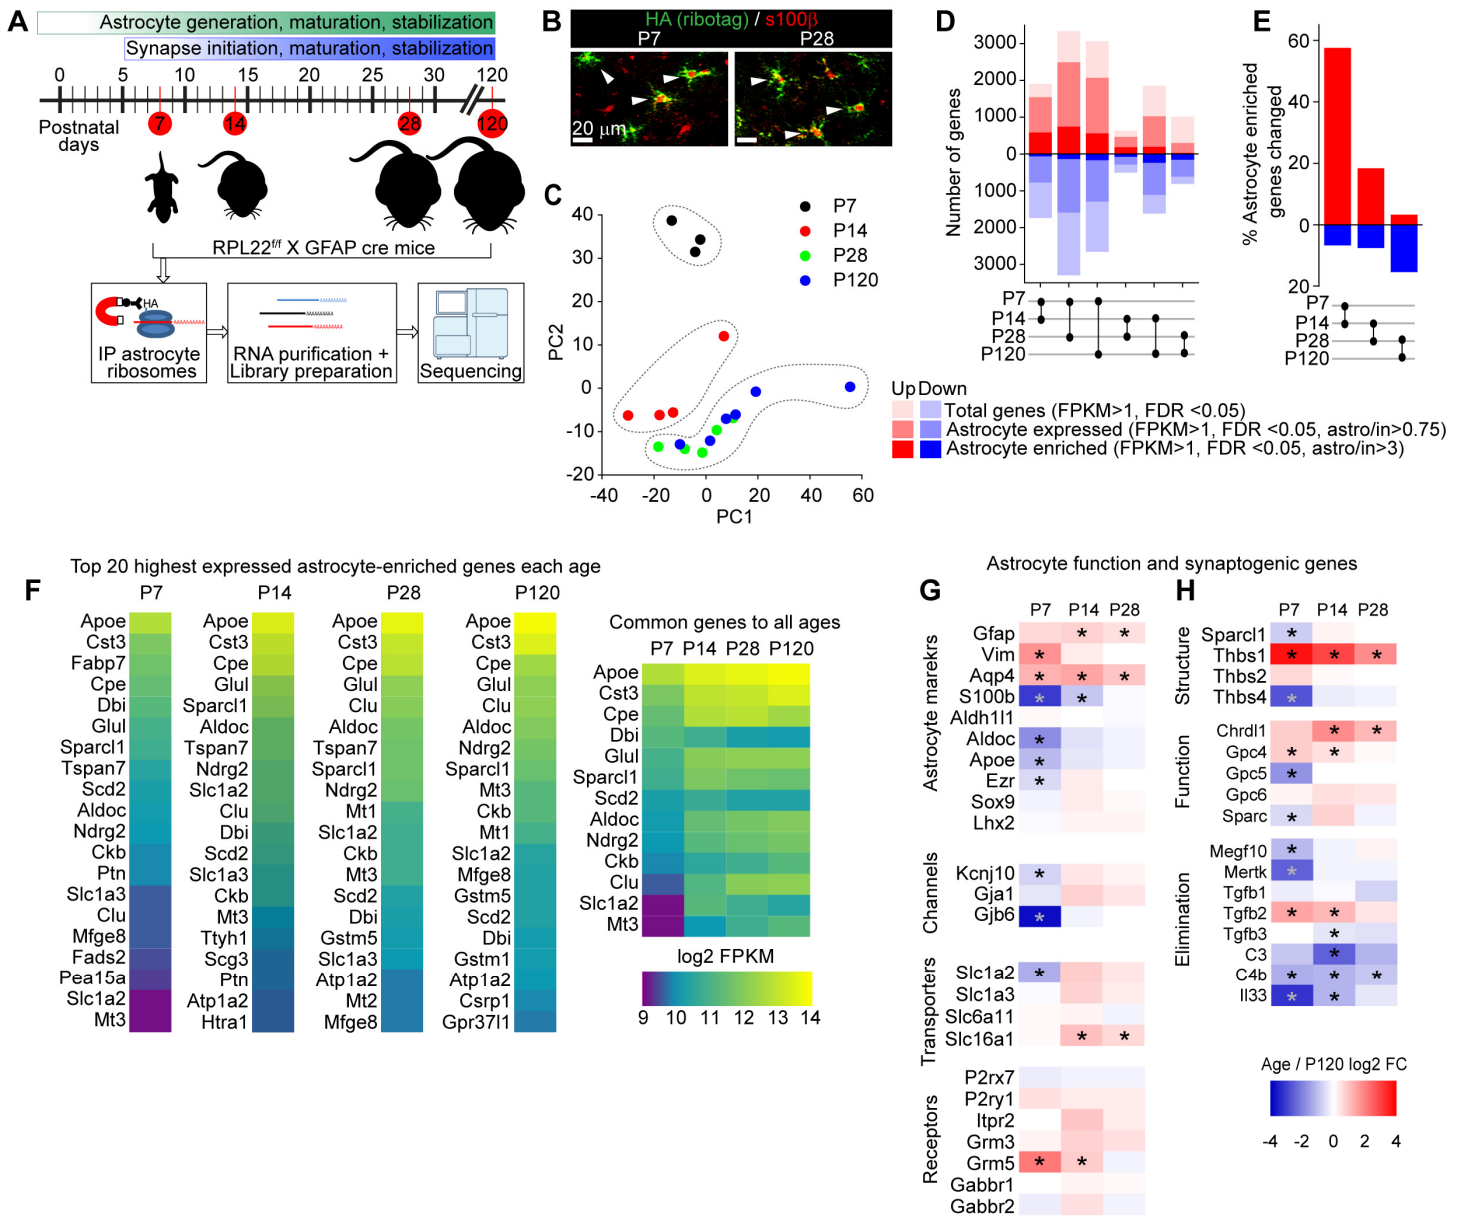 A
Astrocyte generation, maturation, stabilization
Synapse initiation, maturation, stabilization
0 5 10 15 20 25 30 120
Postnatal
days
7 14 28 120
RPL22f/f X GFAP cre mice
HA
AAAAAAAAA
IP astrocyte
ribosomes
RNA purification +
Library preparation
Sequencing
B
HA (ribotag) / s100β
P7 P28
20 µm
C
P7
P14
P28
P120
40
30
20
10
0
-10
-20
PC2
-40 -20 0 20 40 60
PC1
D
3000
2000
1000
0
1000
2000
3000
Number of genes
P7
P14
P28
P120
E
60
40
20
0
20
% Astrocyte enriched
genes changed
P7
P14
P28
P120
Up Down
Total genes (FPKM>1, FDR <0.05)
Astrocyte expressed (FPKM>1, FDR <0.05, astro/in>0.75)
Astrocyte enriched (FPKM>1, FDR <0.05, astro/in>3)
F
Top 20 highest expressed astrocyte-enriched genes each age
P7 P14 P28 P120
Apoe Apoe Apoe Apoe
Cst3 Cst3 Cst3 Cst3
Fabp7 Cpe Cpe Cpe
Cpe Glul Glul Glul
Dbi Sparcl1 Clu Clu
Glul Aldoc Aldoc Aldoc
Sparcl1 Tspan7 Tspan7 Ndrg2
Tspan7 Ndrg2 Sparcl1 Sparcl1
Scd2 Slc1a2 Ndrg2 Mt3
Aldoc Clu Mt1 Ckb
Ndrg2 Dbi Slc1a2 Mt1
Ckb Scd2 Ckb Slc1a2
Ptn Slc1a3 Mt3 Mfge8
Slc1a3 Ckb Scd2 Gstm5
Clu Mt3 Dbi Scd2
Mfge8 Ttyh1 Gstm5 Dbi
Fads2 Scg3 Slc1a3 Gstm1
Pea15a Ptn Atp1a2 Atp1a2
Slc1a2 Atp1a2 Mt2 Csrp1
Mt3 Htra1 Mfge8 Gpr37l1
Common genes to all ages
P7 P14 P28 P120
Apoe
Cst3
Cpe
Dbi
Glul
Sparcl1
Scd2
Aldoc
Ndrg2
Ckb
Clu
Slc1a2
Mt3
log2 FPKM
9 10 11 12 13 14
Astrocyte function and synaptogenic genes
G
P7 P14 P28
Astrocyte marekrs
Gfap * *
Vim *
Aqp4 * * *
S100b * *
Aldh1l1
Aldoc *
Apoe *
Ezr *
Sox9
Lhx2
Channels
Kcnj10 *
Gja1
Gjb6 *
Transporters
Slc1a2 *
Slc1a3
Slc6a11
Slc16a1 * *
Receptors
P2rx7
P2ry1
Itpr2
Grm3
Grm5 * *
Gabbr1
Gabbr2
H
P7 P14 P28
Structure
Sparcl1 *
Thbs1 * * *
Thbs2
Thbs4 *
Function
Chrdl1 * *
Gpc4 * *
Gpc5 *
Gpc6
Sparc *
Elimination
Megf10 *
Mertk *
Tgfb1
Tgfb2 * *
Tgfb3 *
C3 *
C4b * * *
Il33 * *
Age / P120 log2 FC
-4 -2 0 2 4